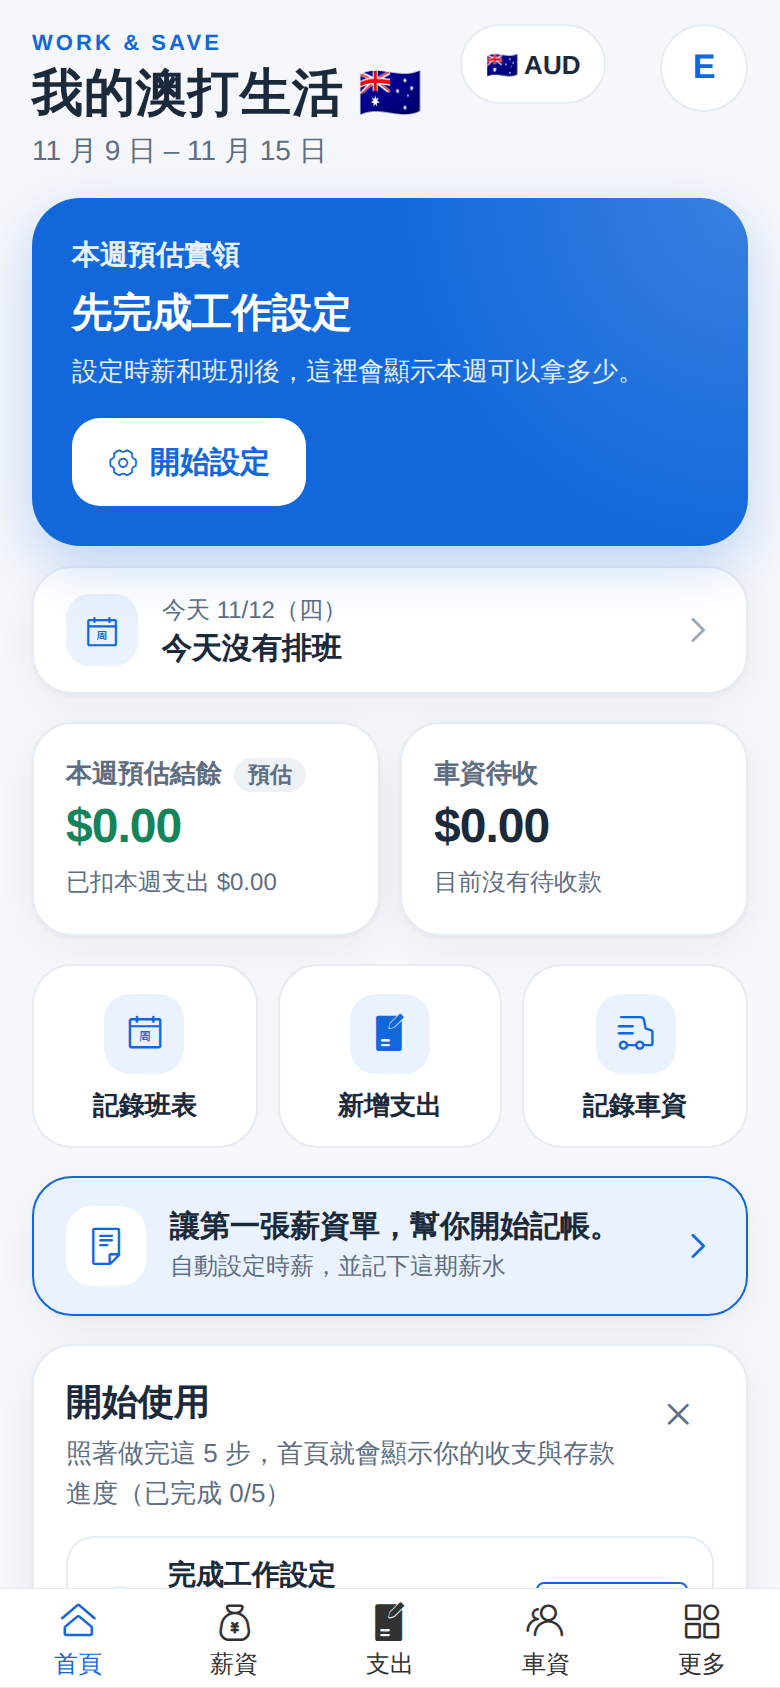 WORK & SAVE
我的澳打生活 🇦🇺
🇦🇺 AUD
E
11 月 9 日 – 11 月 15 日
本週預估實領
先完成工作設定
設定時薪和班別後，這裡會顯示本週可以拿多少。
開始設定
周
今天 11/12（四）
今天沒有排班
本週預估結餘 預估
$0.00
已扣本週支出 $0.00
車資待收
$0.00
目前沒有待收款
周
記錄班表
新增支出
記錄車資
讓第一張薪資單，幫你開始記帳。
自動設定時薪，並記下這期薪水
開始使用
照著做完這 5 步，首頁就會顯示你的收支與存款
進度（已完成 0/5）
完成工作設定
首頁
¥
薪資
支出
車資
更多